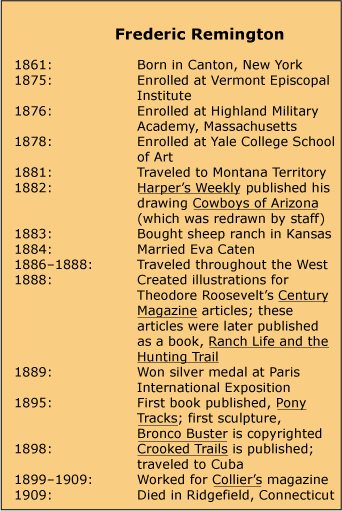 Frederic Remington
1861: Born in Canton, New York
1875: Enrolled at Vermont Episcopal
Institute
1876: Enrolled at Highland Military
Academy, Massachusetts
1878: Enrolled at Yale College School
of Art
1881: Traveled to Montana Territory
1882: Harper's Weekly published his
drawing Cowboys of Arizona
(which was redrawn by staff)
1883: Bought sheep ranch in Kansas
1884: Married Eva Caten
1886–1888: Traveled throughout the West
1888: Created illustrations for
Theodore Roosevelt's Century
Magazine articles; these
articles were later published
as a book, Ranch Life and the
Hunting Trail
1889: Won silver medal at Paris
International Exposition
1895: First book published, Pony
Tracks; first sculpture,
Bronco Buster is copyrighted
1898: Crooked Trails is published;
traveled to Cuba
1899–1909: Worked for Collier's magazine
1909: Died in Ridgefield, Connecticut